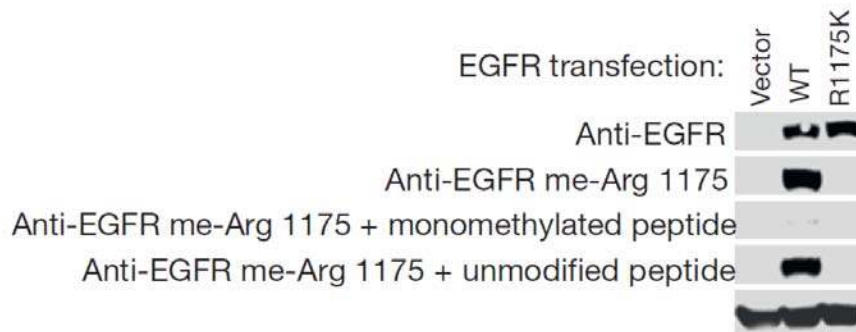 EGFR transfection:
Vector
WT
R1175K
Anti-EGFR
Anti-EGFR me-Arg 1175
Anti-EGFR me-Arg 1175 + monomethylated peptide
Anti-EGFR me-Arg 1175 + unmodified peptide